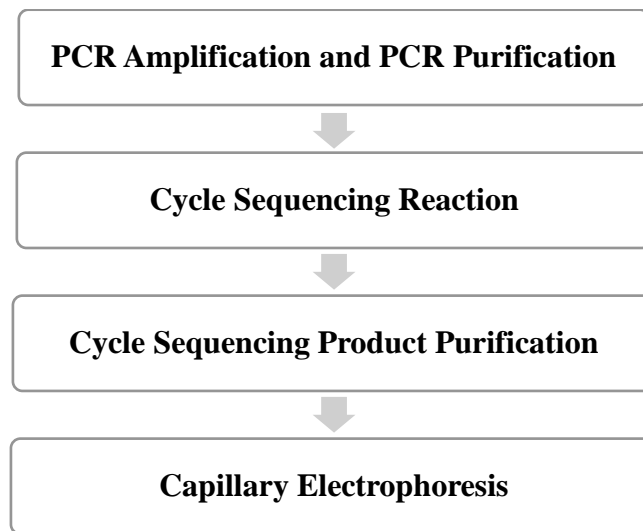 PCR Amplification and PCR Purification
Cycle Sequencing Reaction
Cycle Sequencing Product Purification
Capillary Electrophoresis